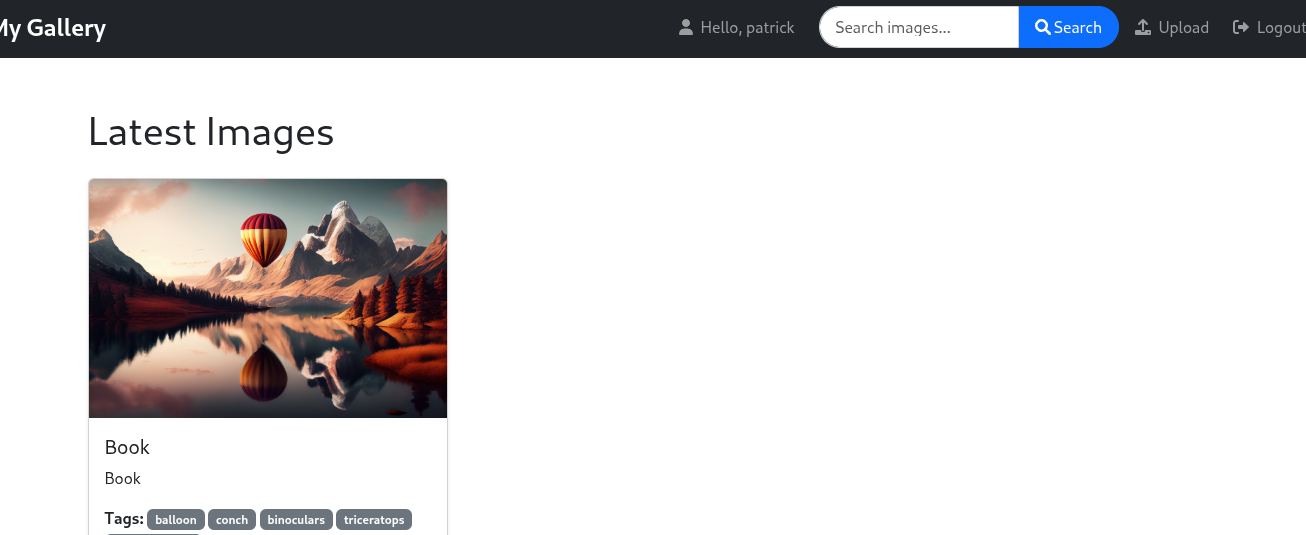 My Gallery
Hello, patrick
Search images...
Search
Upload
Logout
Latest Images
Book
Book
Tags: balloon conch binoculars triceratops